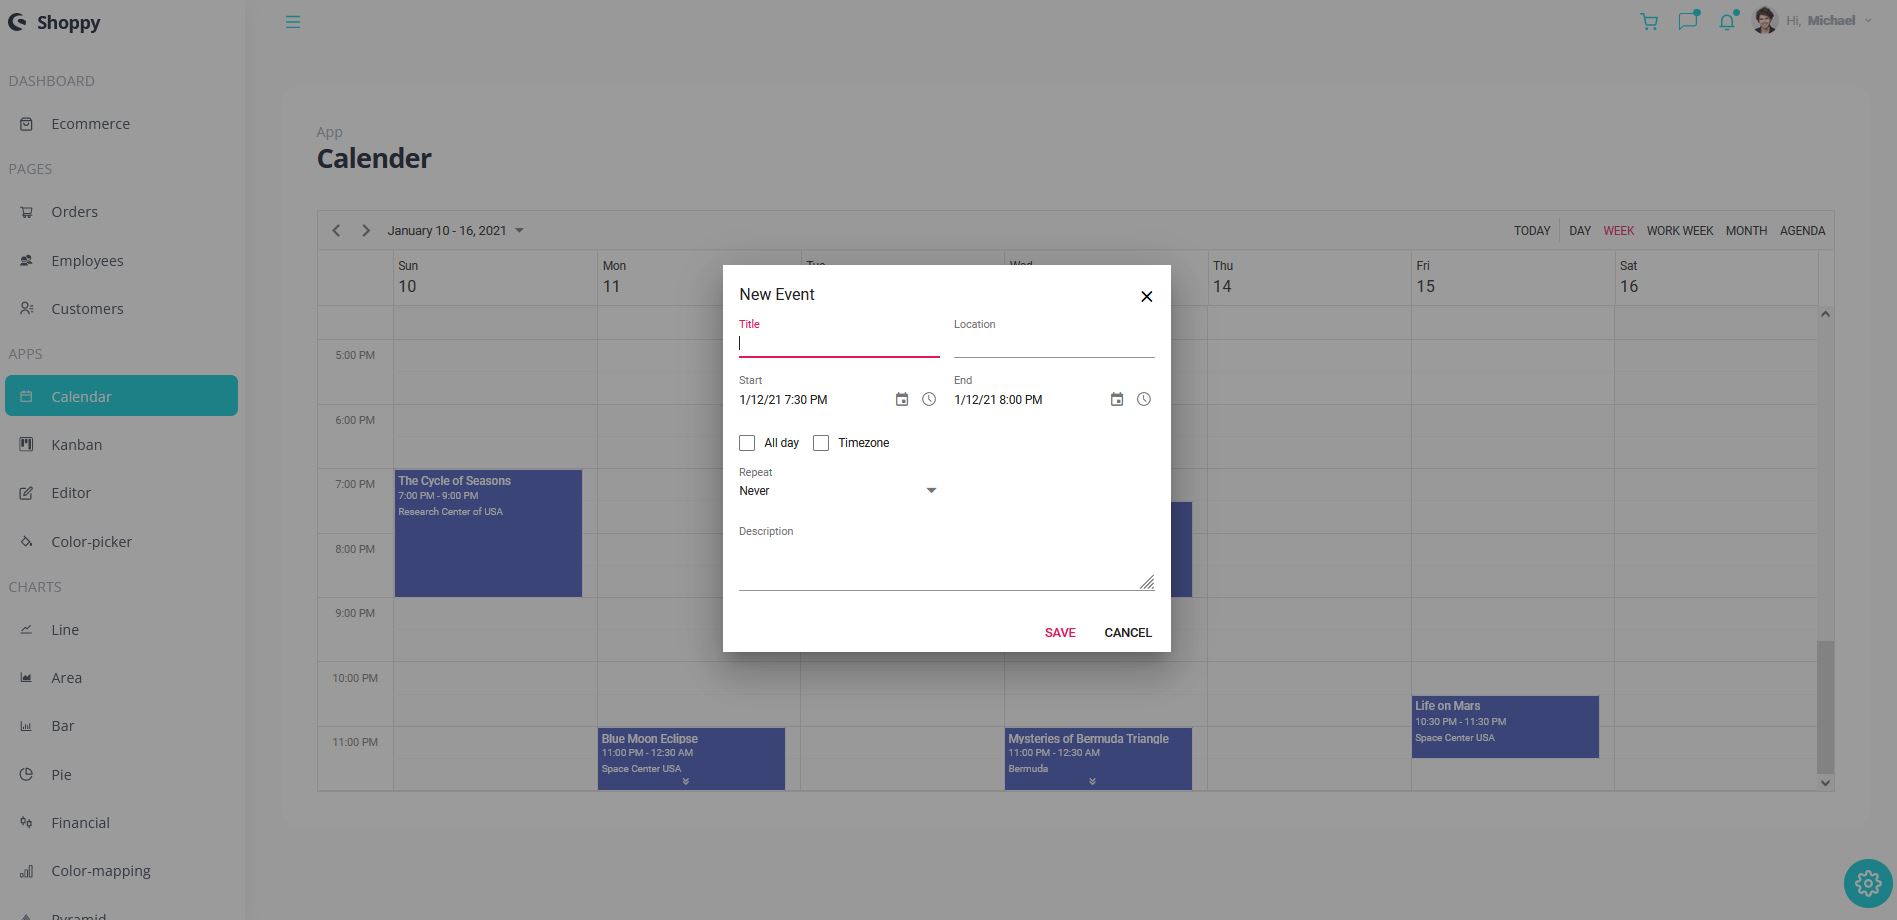 Shoppy
Hi, Michael
DASHBOARD
Ecommerce
PAGES
Orders
Employees
Customers
APPS
Calendar
Kanban
Editor
Color-picker
CHARTS
Line
Area
Bar
Pie
Financial
Color-mapping
Pyramid
App
Calender
January 10 - 16, 2021
TODAY DAY WEEK WORK WEEK MONTH AGENDA
Sun Mon Tue Wed Thu Fri Sat
10 11 14 15 16
5:00 PM
6:00 PM
7:00 PM
8:00 PM
9:00 PM
10:00 PM
11:00 PM
The Cycle of Seasons
7:00 PM - 9:00 PM
Research Center of USA
Blue Moon Eclipse
11:00 PM - 12:30 AM
Space Center USA
Mysteries of Bermuda Triangle
11:00 PM - 12:30 AM
Bermuda
Life on Mars
10:30 PM - 11:30 PM
Space Center USA
New Event
Title Location
Start End
1/12/21 7:30 PM 1/12/21 8:00 PM
All day Timezone
Repeat
Never
Description
SAVE CANCEL